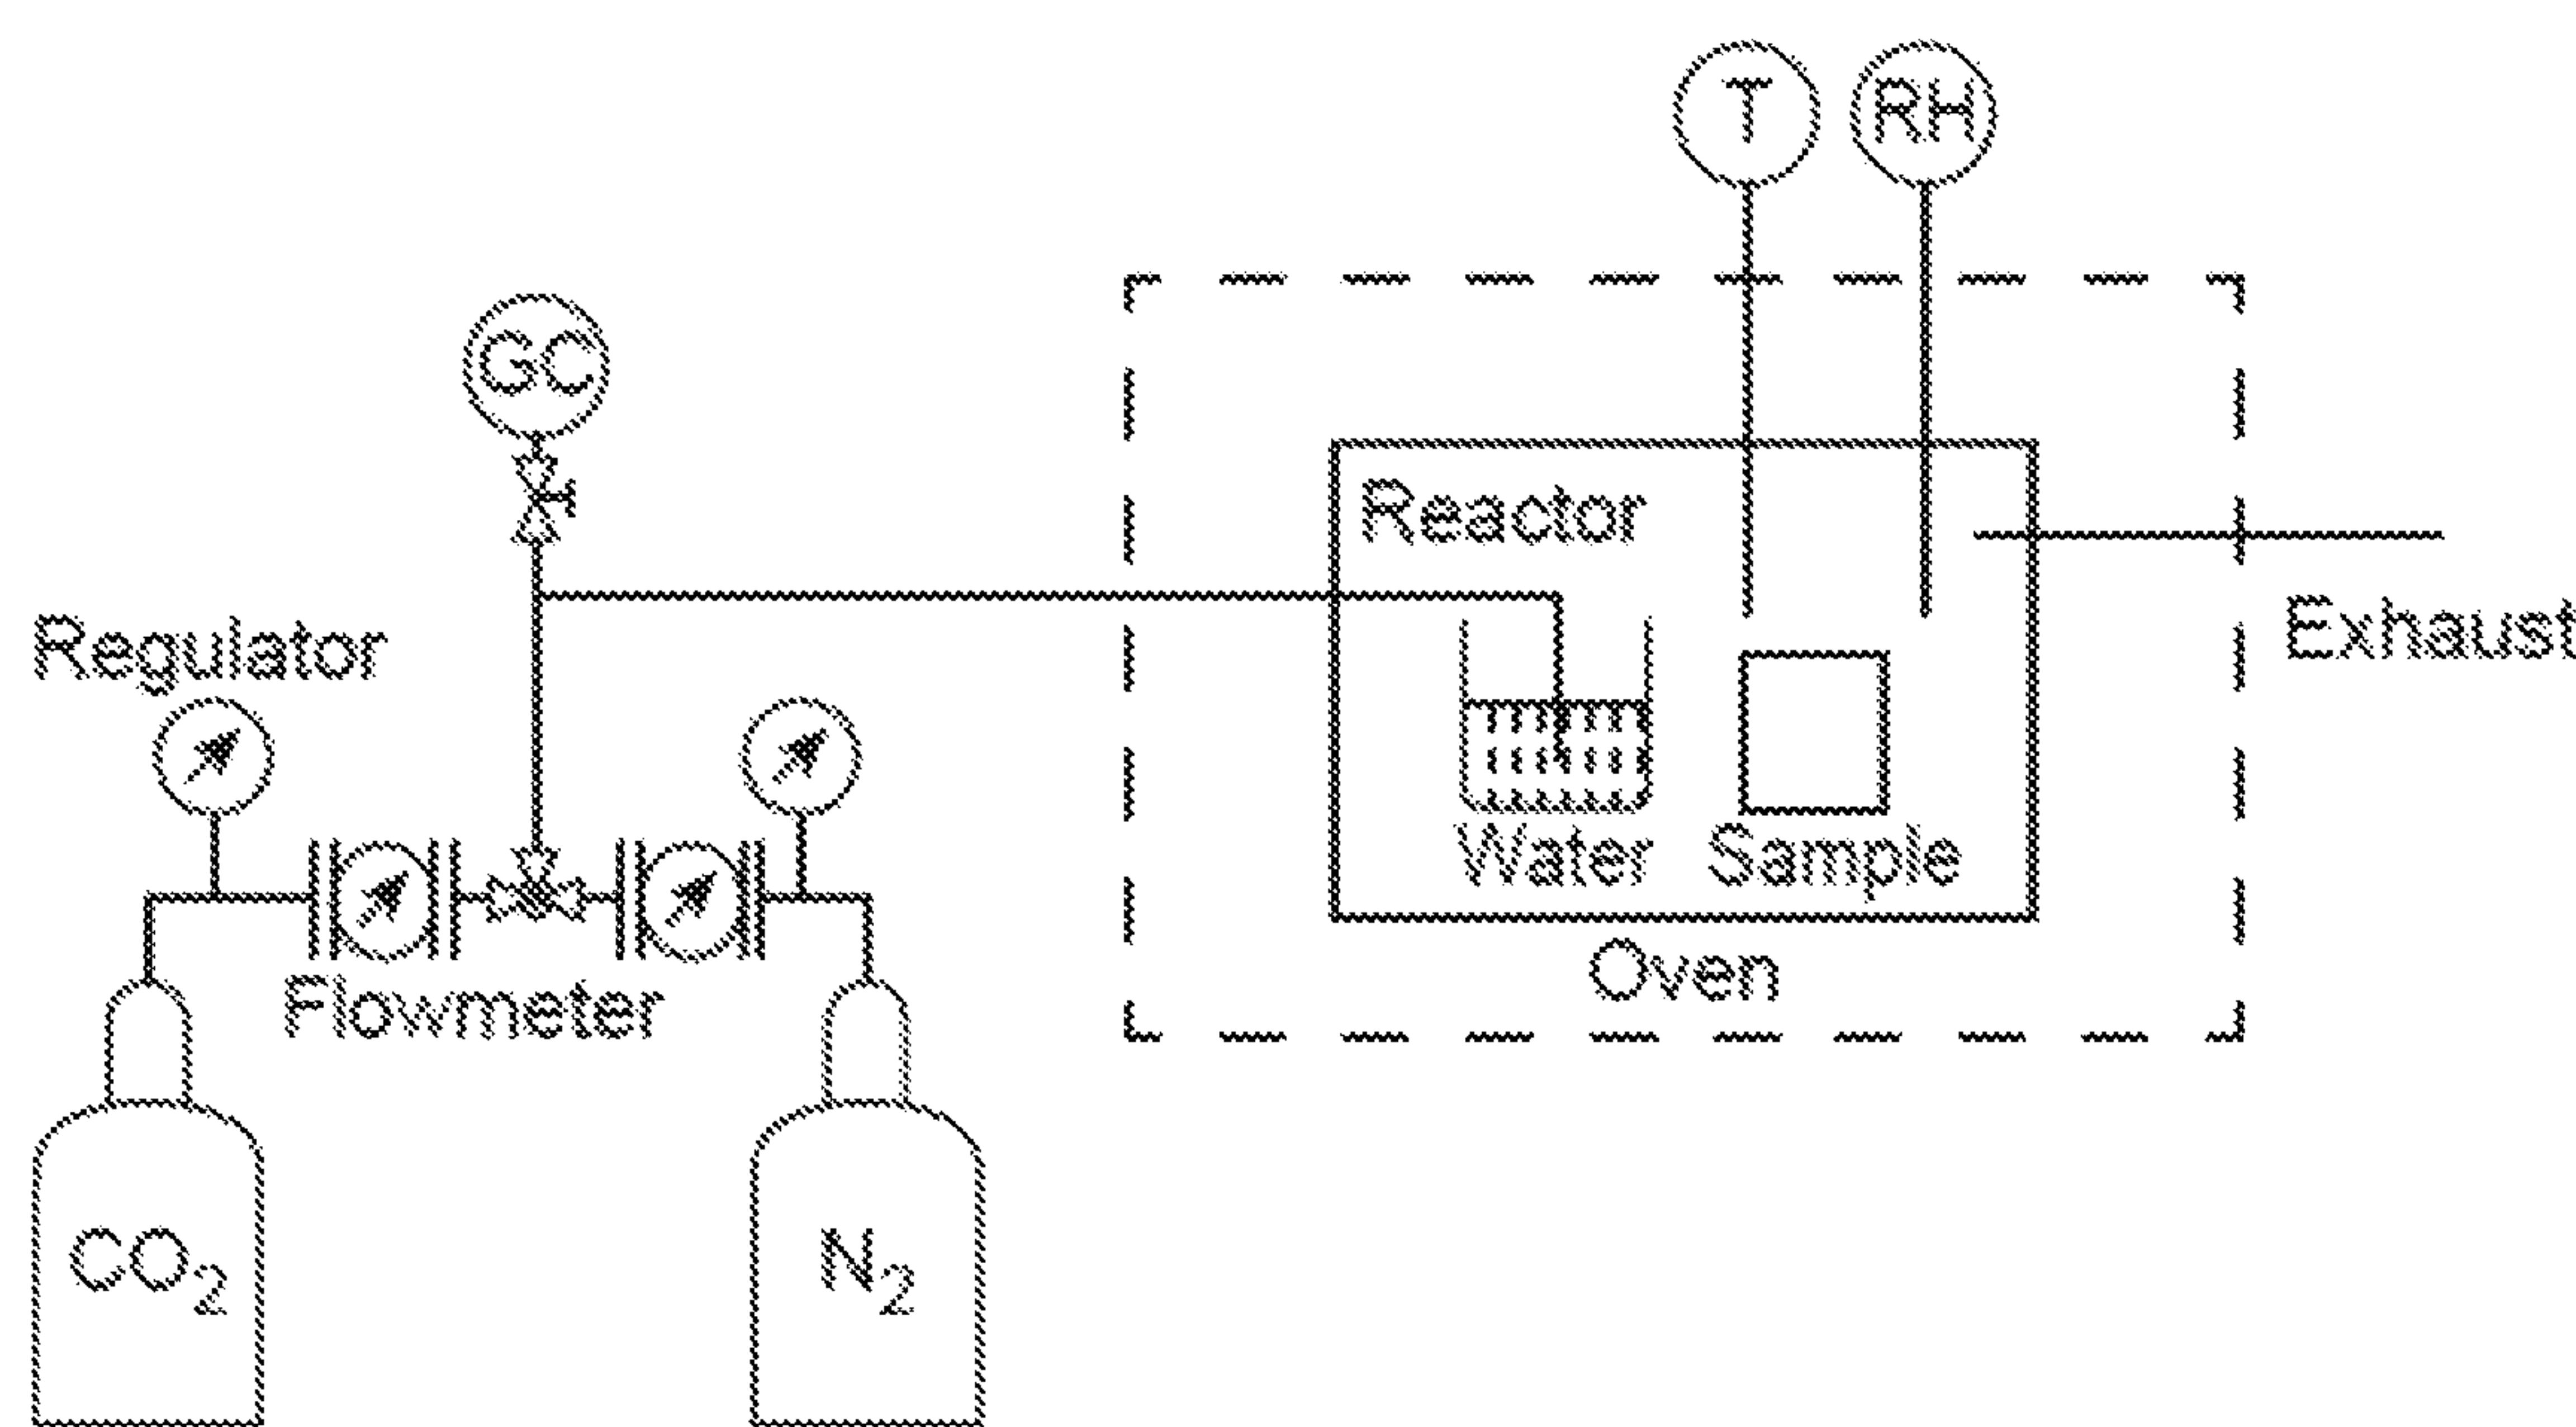 T
RH
GC
Reactor
Regulator
Exhaust
Water
Sample
Oven
Flowmeter
CO₂
N₂